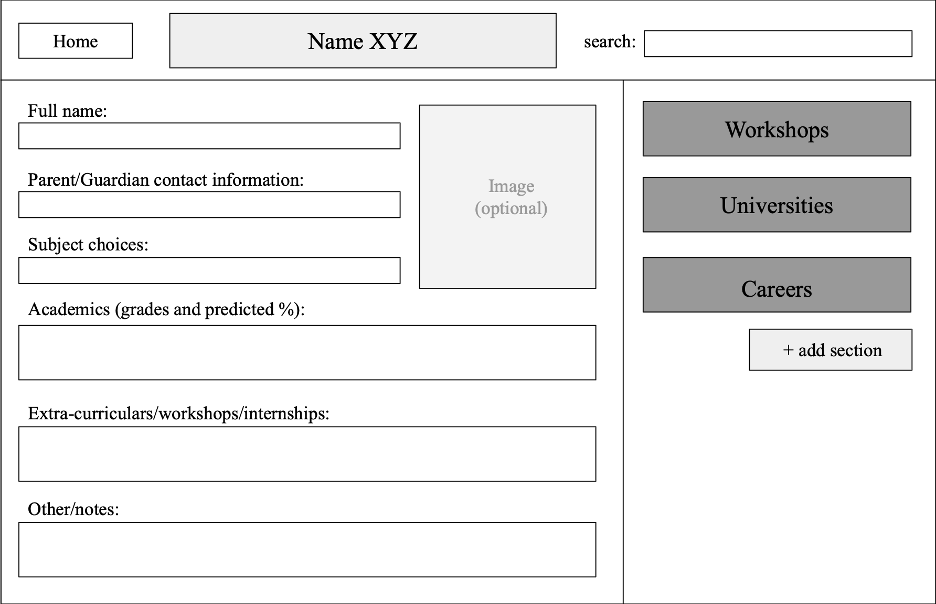 Home
Name XYZ
search:
Full name:
Parent/Guardian contact information:
Subject choices:
Academics (grades and predicted %):
Extra-curriculars/workshops/internships:
Other/notes:
Image
(optional)
Workshops
Universities
Careers
+ add section